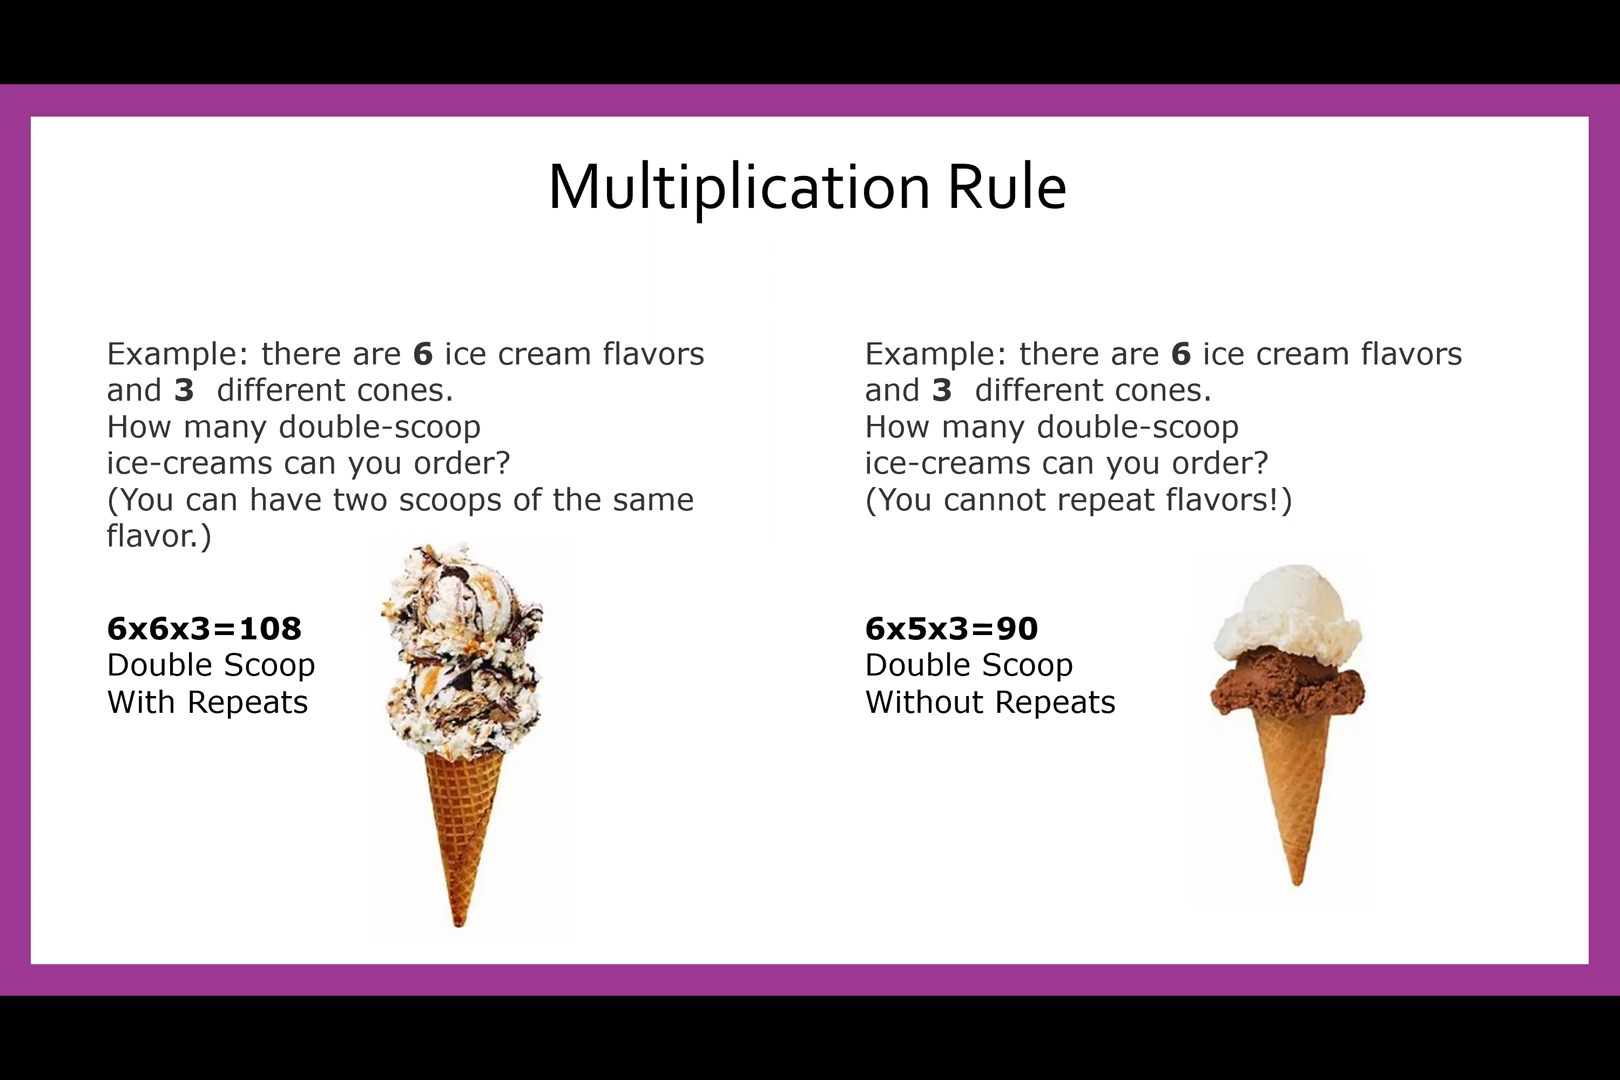 Multiplication Rule
Example: there are 6 ice cream flavors
and 3 different cones.
How many double-scoop
ice-creams can you order?
(You can have two scoops of the same
flavor.)
6x6x3=108
Double Scoop
With Repeats
Example: there are 6 ice cream flavors
and 3 different cones.
How many double-scoop
ice-creams can you order?
(You cannot repeat flavors!)
6x5x3=90
Double Scoop
Without Repeats